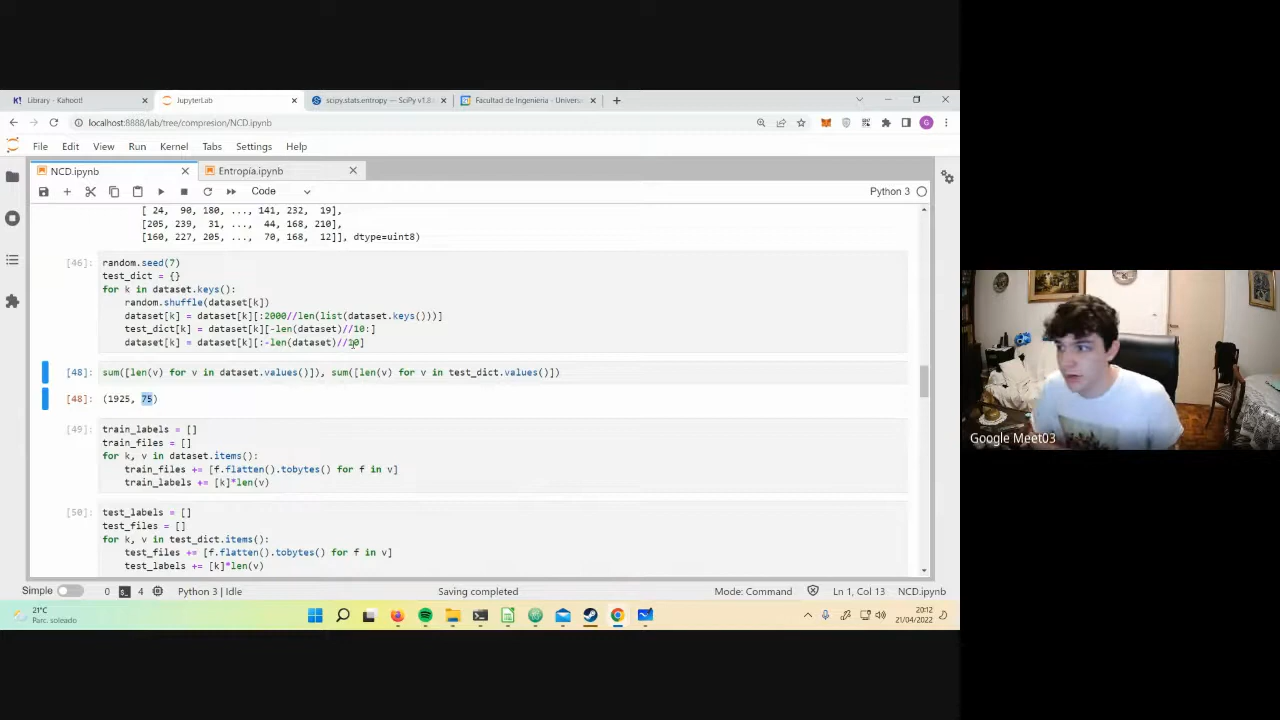 Library - Kahoot!
JupyterLab
scipy.stats.entropy — SciPy v1.8
Facultad de Ingeniería - Univers
localhost:8888/lab/tree/compresion/NCD.ipynb
G
File Edit View Run Kernel Tabs Settings Help
NCD.ipynb
Entropía.ipynb
Code
Python 3
[ 24, 90, 180, ..., 141, 232, 19],
[205, 239, 31, ..., 44, 168, 210],
[160, 227, 205, ..., 70, 168, 12]], dtype=uint8)
[46]:
random.seed(7)
test_dict = {}
for k in dataset.keys():
random.shuffle(dataset[k])
dataset[k] = dataset[k][:2000//len(list(dataset.keys()))]
test_dict[k] = dataset[k][-len(dataset)//10:]
dataset[k] = dataset[k][:-len(dataset)//10]
[48]:
sum([len(v) for v in dataset.values()]), sum([len(v) for v in test_dict.values()])
[48]:
(1925, 75)
[49]:
train_labels = []
train_files = []
for k, v in dataset.items():
train_files += [f.flatten().tobytes() for f in v]
train_labels += [k]*len(v)
[50]:
test_labels = []
test_files = []
for k, v in test_dict.items():
test_files += [f.flatten().tobytes() for f in v]
test_labels += [k]*len(v)
Simple
0
4
Python 3 | Idle
Saving completed
Mode: Command
Ln 1, Col 13
NCD.ipynb
21°C
Parc. soleado
20:12
21/04/2022
Google Meet03